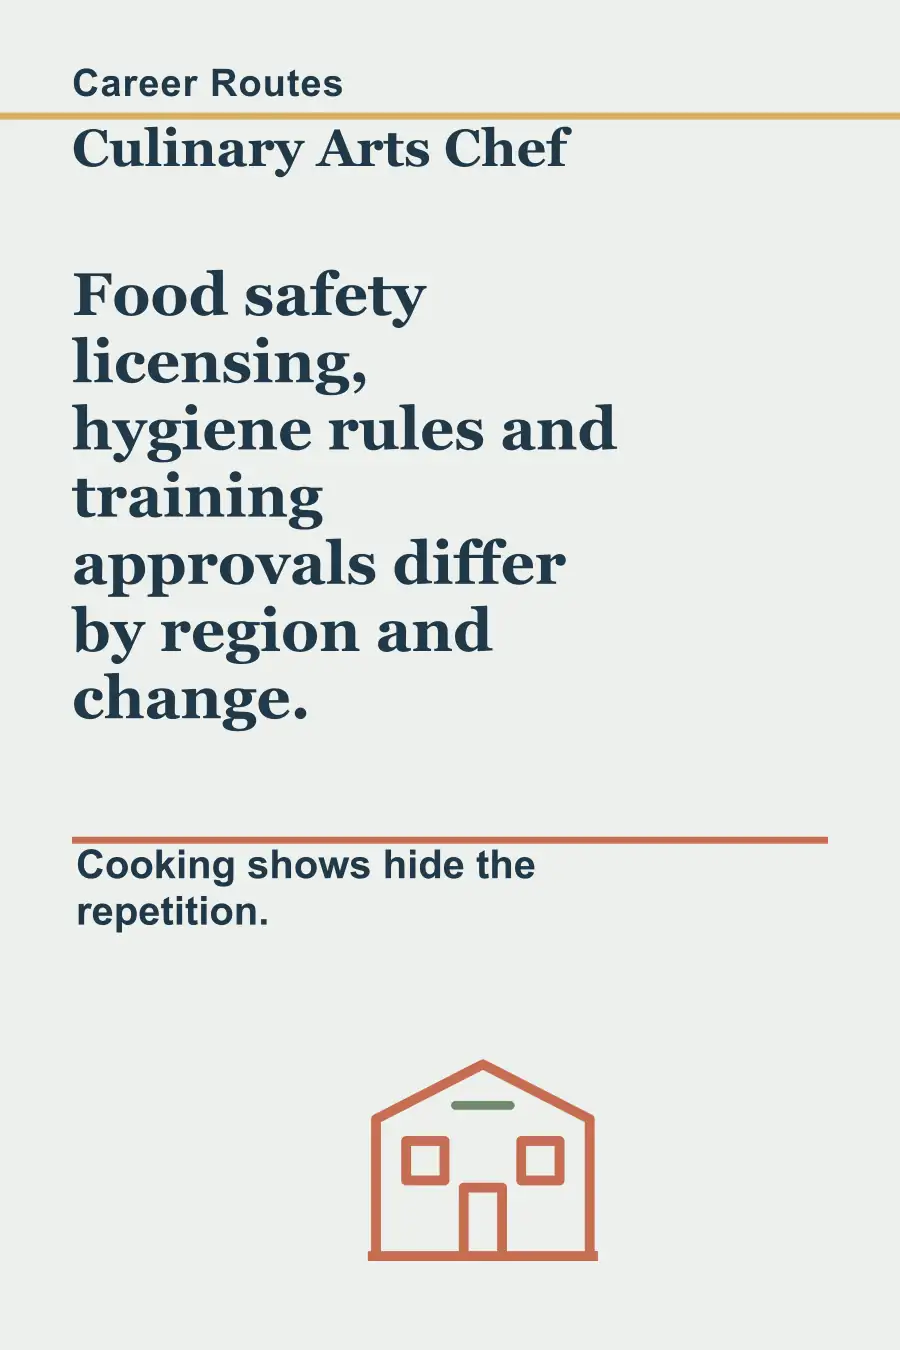 Career Routes
Culinary Arts Chef
Food safety
licensing,
hygiene rules and
training
approvals differ
by region and
change.
Cooking shows hide the
repetition.